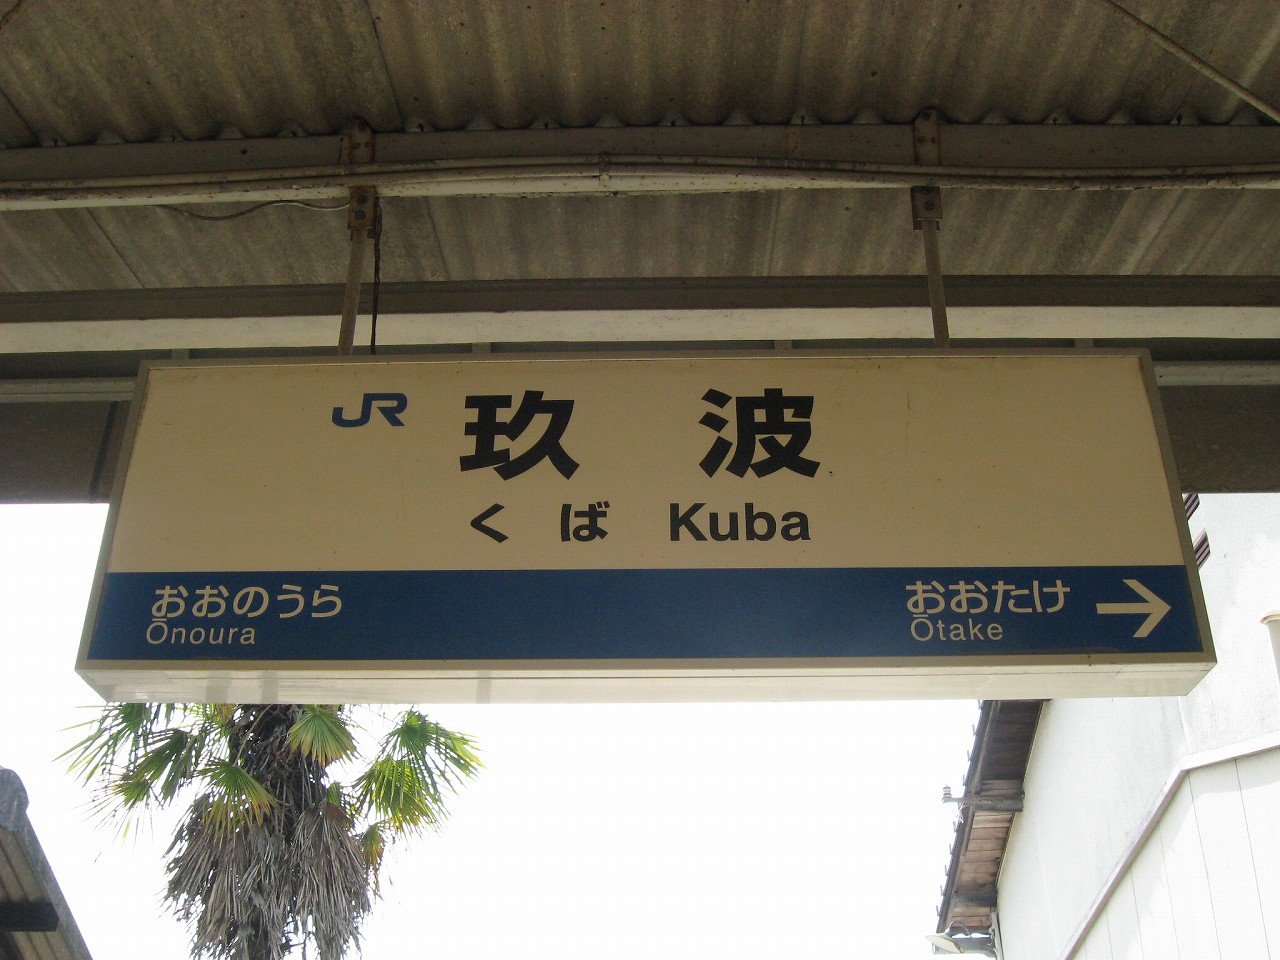 JR 玖波
くば Kuba
おおのうら
Ōnoura
おおたけ
Ōtake